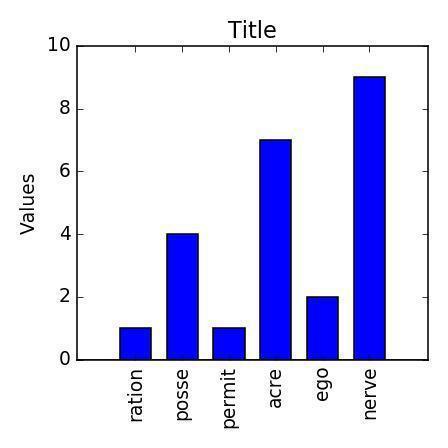 Title
Values
10
8
6
4
2
0
ration
posse
permit
acre
ego
nerve